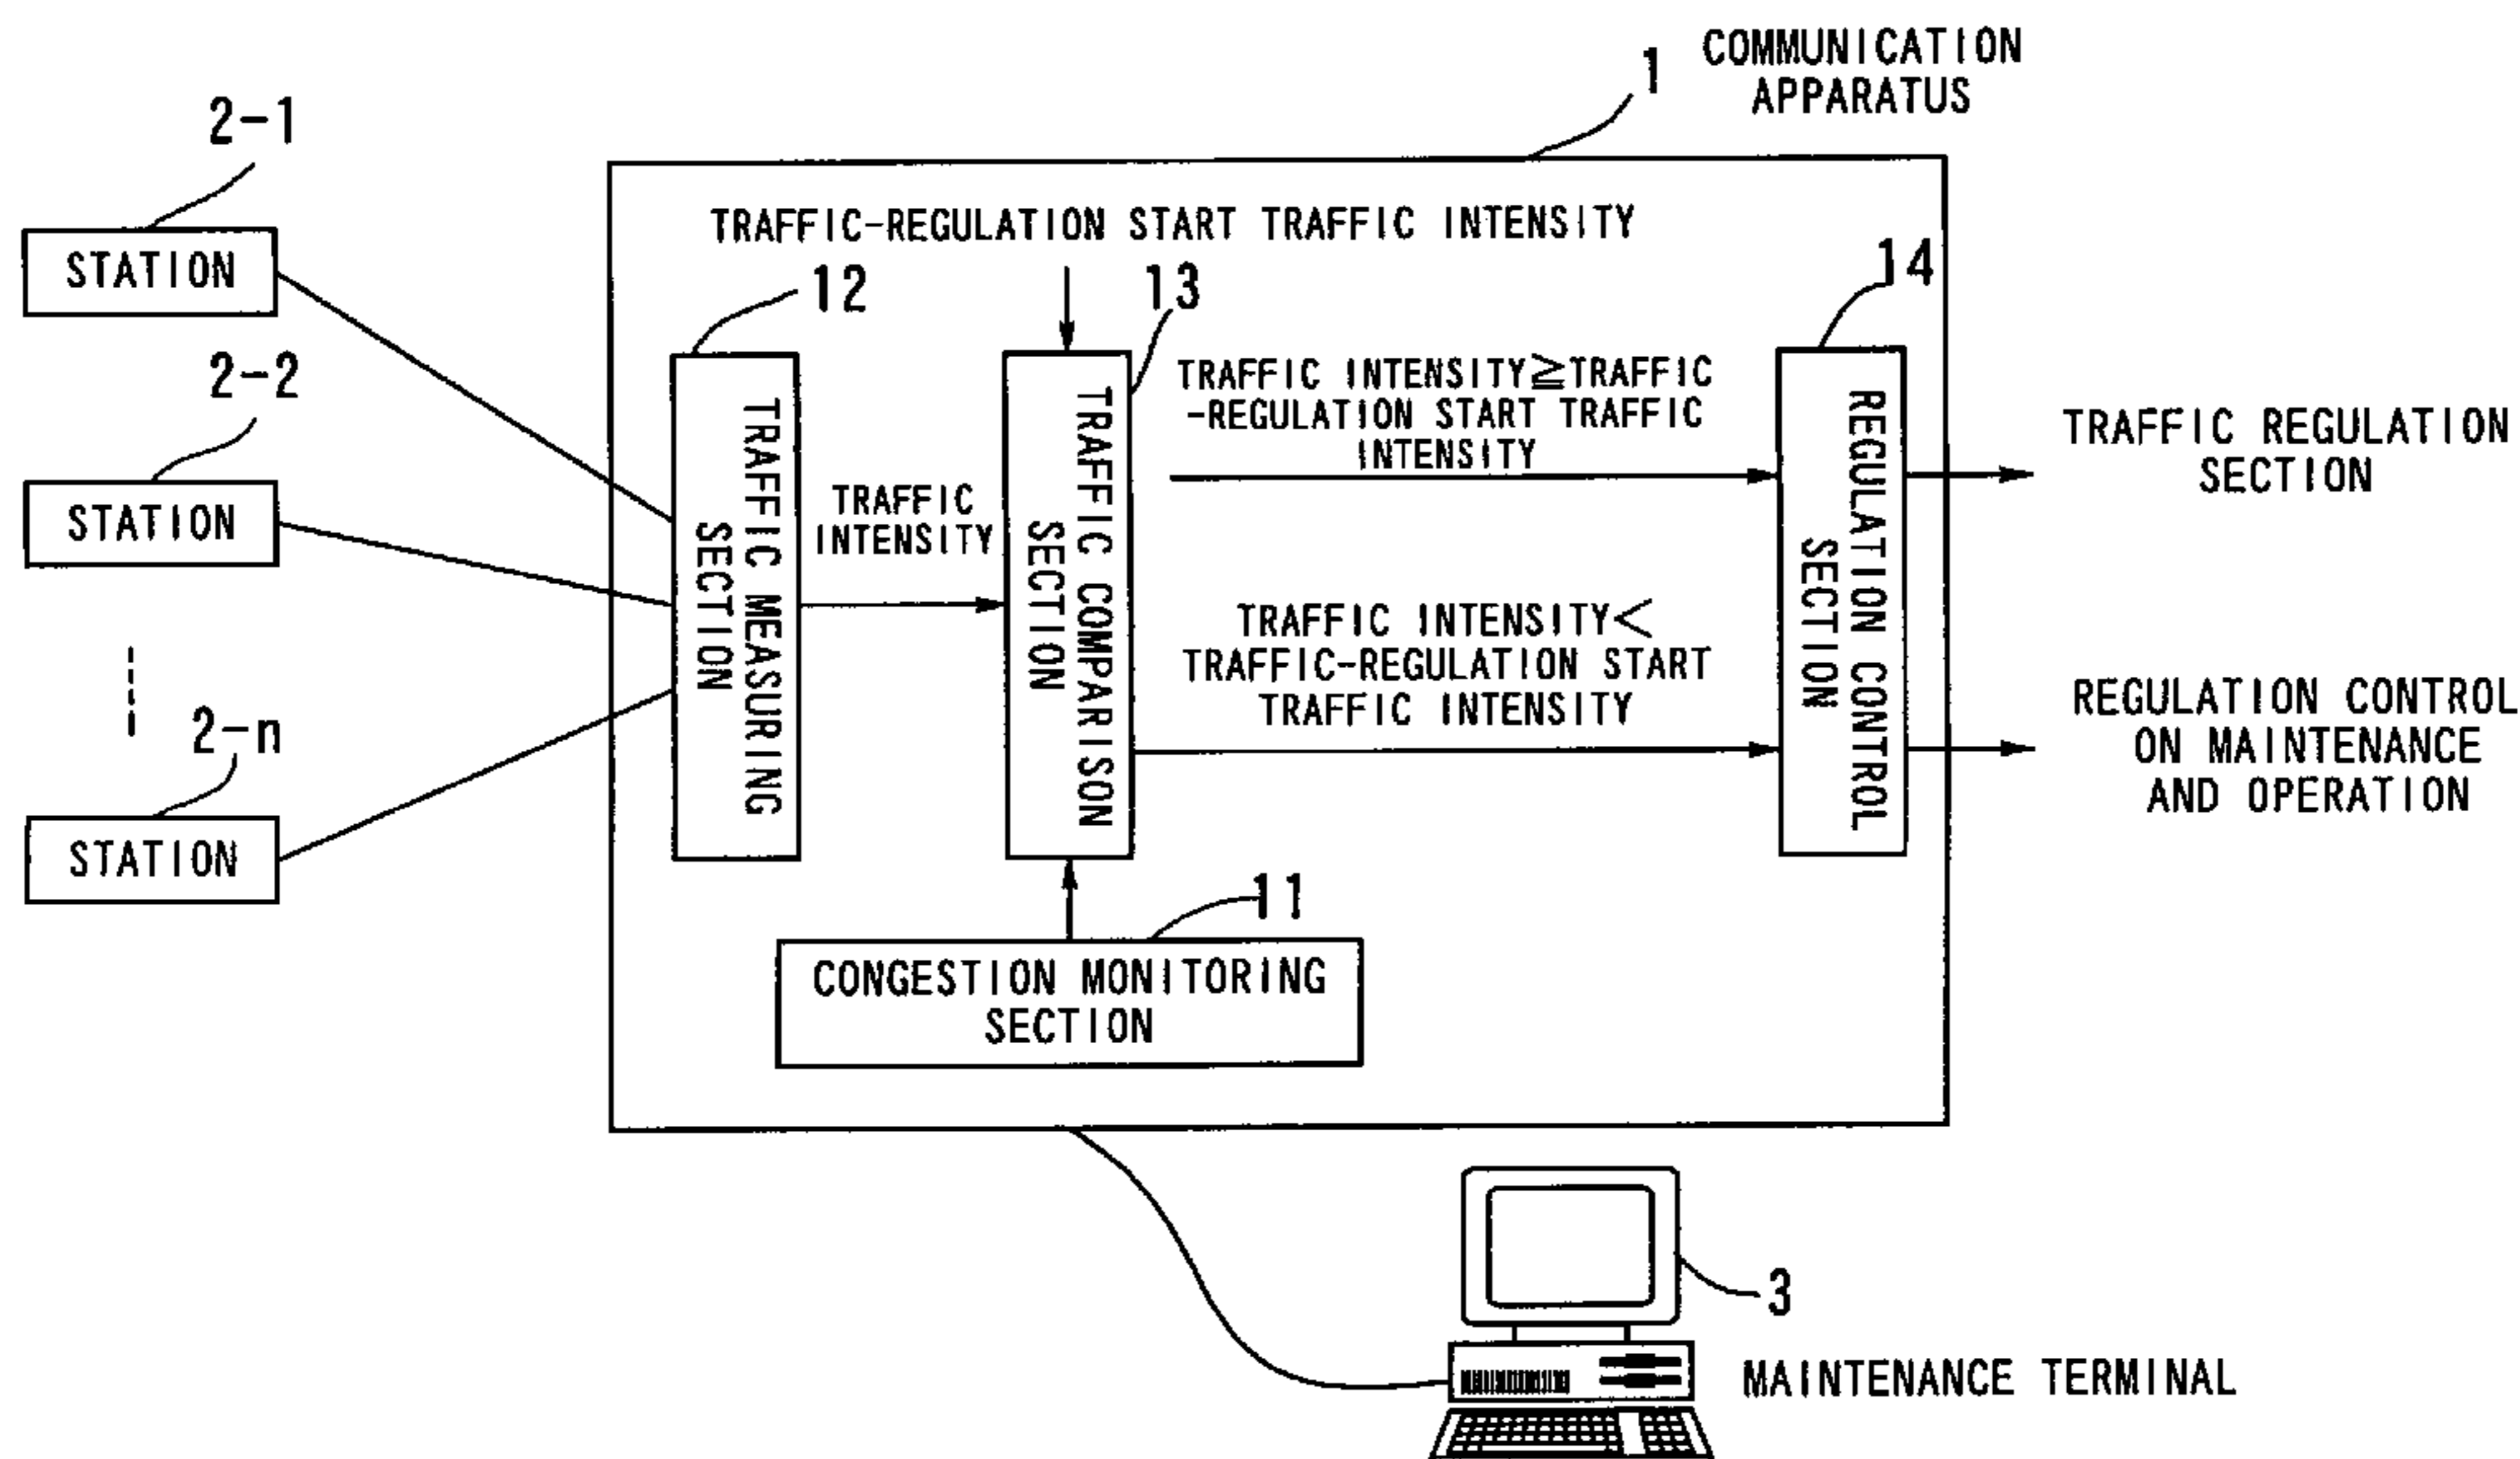 1
COMMUNICATION
APPARATUS
2-1
STATION
2-2
STATION
2-n
STATION
TRAFFIC-REGULATION START TRAFFIC INTENSITY
12
13
14
TRAFFIC MEASURING
SECTION
TRAFFIC
INTENSITY
TRAFFIC COMPARISON
SECTION
TRAFFIC INTENSITY≧TRAFFIC
-REGULATION START TRAFFIC
INTENSITY
TRAFFIC INTENSITY<
TRAFFIC-REGULATION START
TRAFFIC INTENSITY
REGULATION CONTROL
SECTION
TRAFFIC REGULATION
SECTION
REGULATION CONTROL
ON MAINTENANCE
AND OPERATION
11
CONGESTION MONITORING
SECTION
3
MAINTENANCE TERMINAL